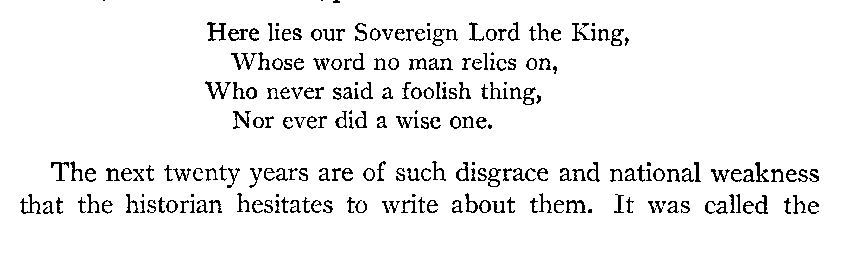 Here lies our Sovereign Lord the King,
Whose word no man relies on,
Who never said a foolish thing,
Nor ever did a wise one.
The next twenty years are of such disgrace and national weakness
that the historian hesitates to write about them. It was called the